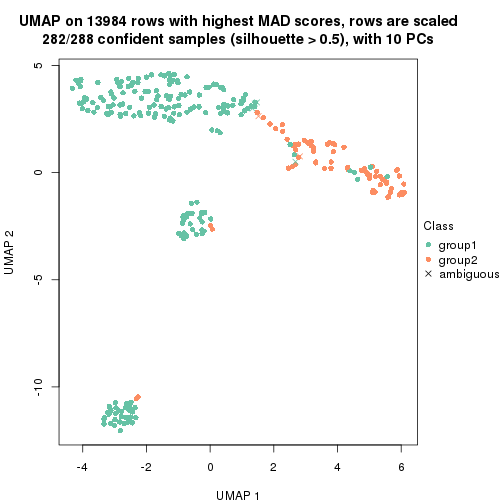 UMAP on 13984 rows with highest MAD scores, rows are scaled
282/288 confident samples (silhouette > 0.5), with 10 PCs
5
0
-5
-10
UMAP 2
-4
-2
0
2
4
6
UMAP 1
Class
group1
group2
ambiguous